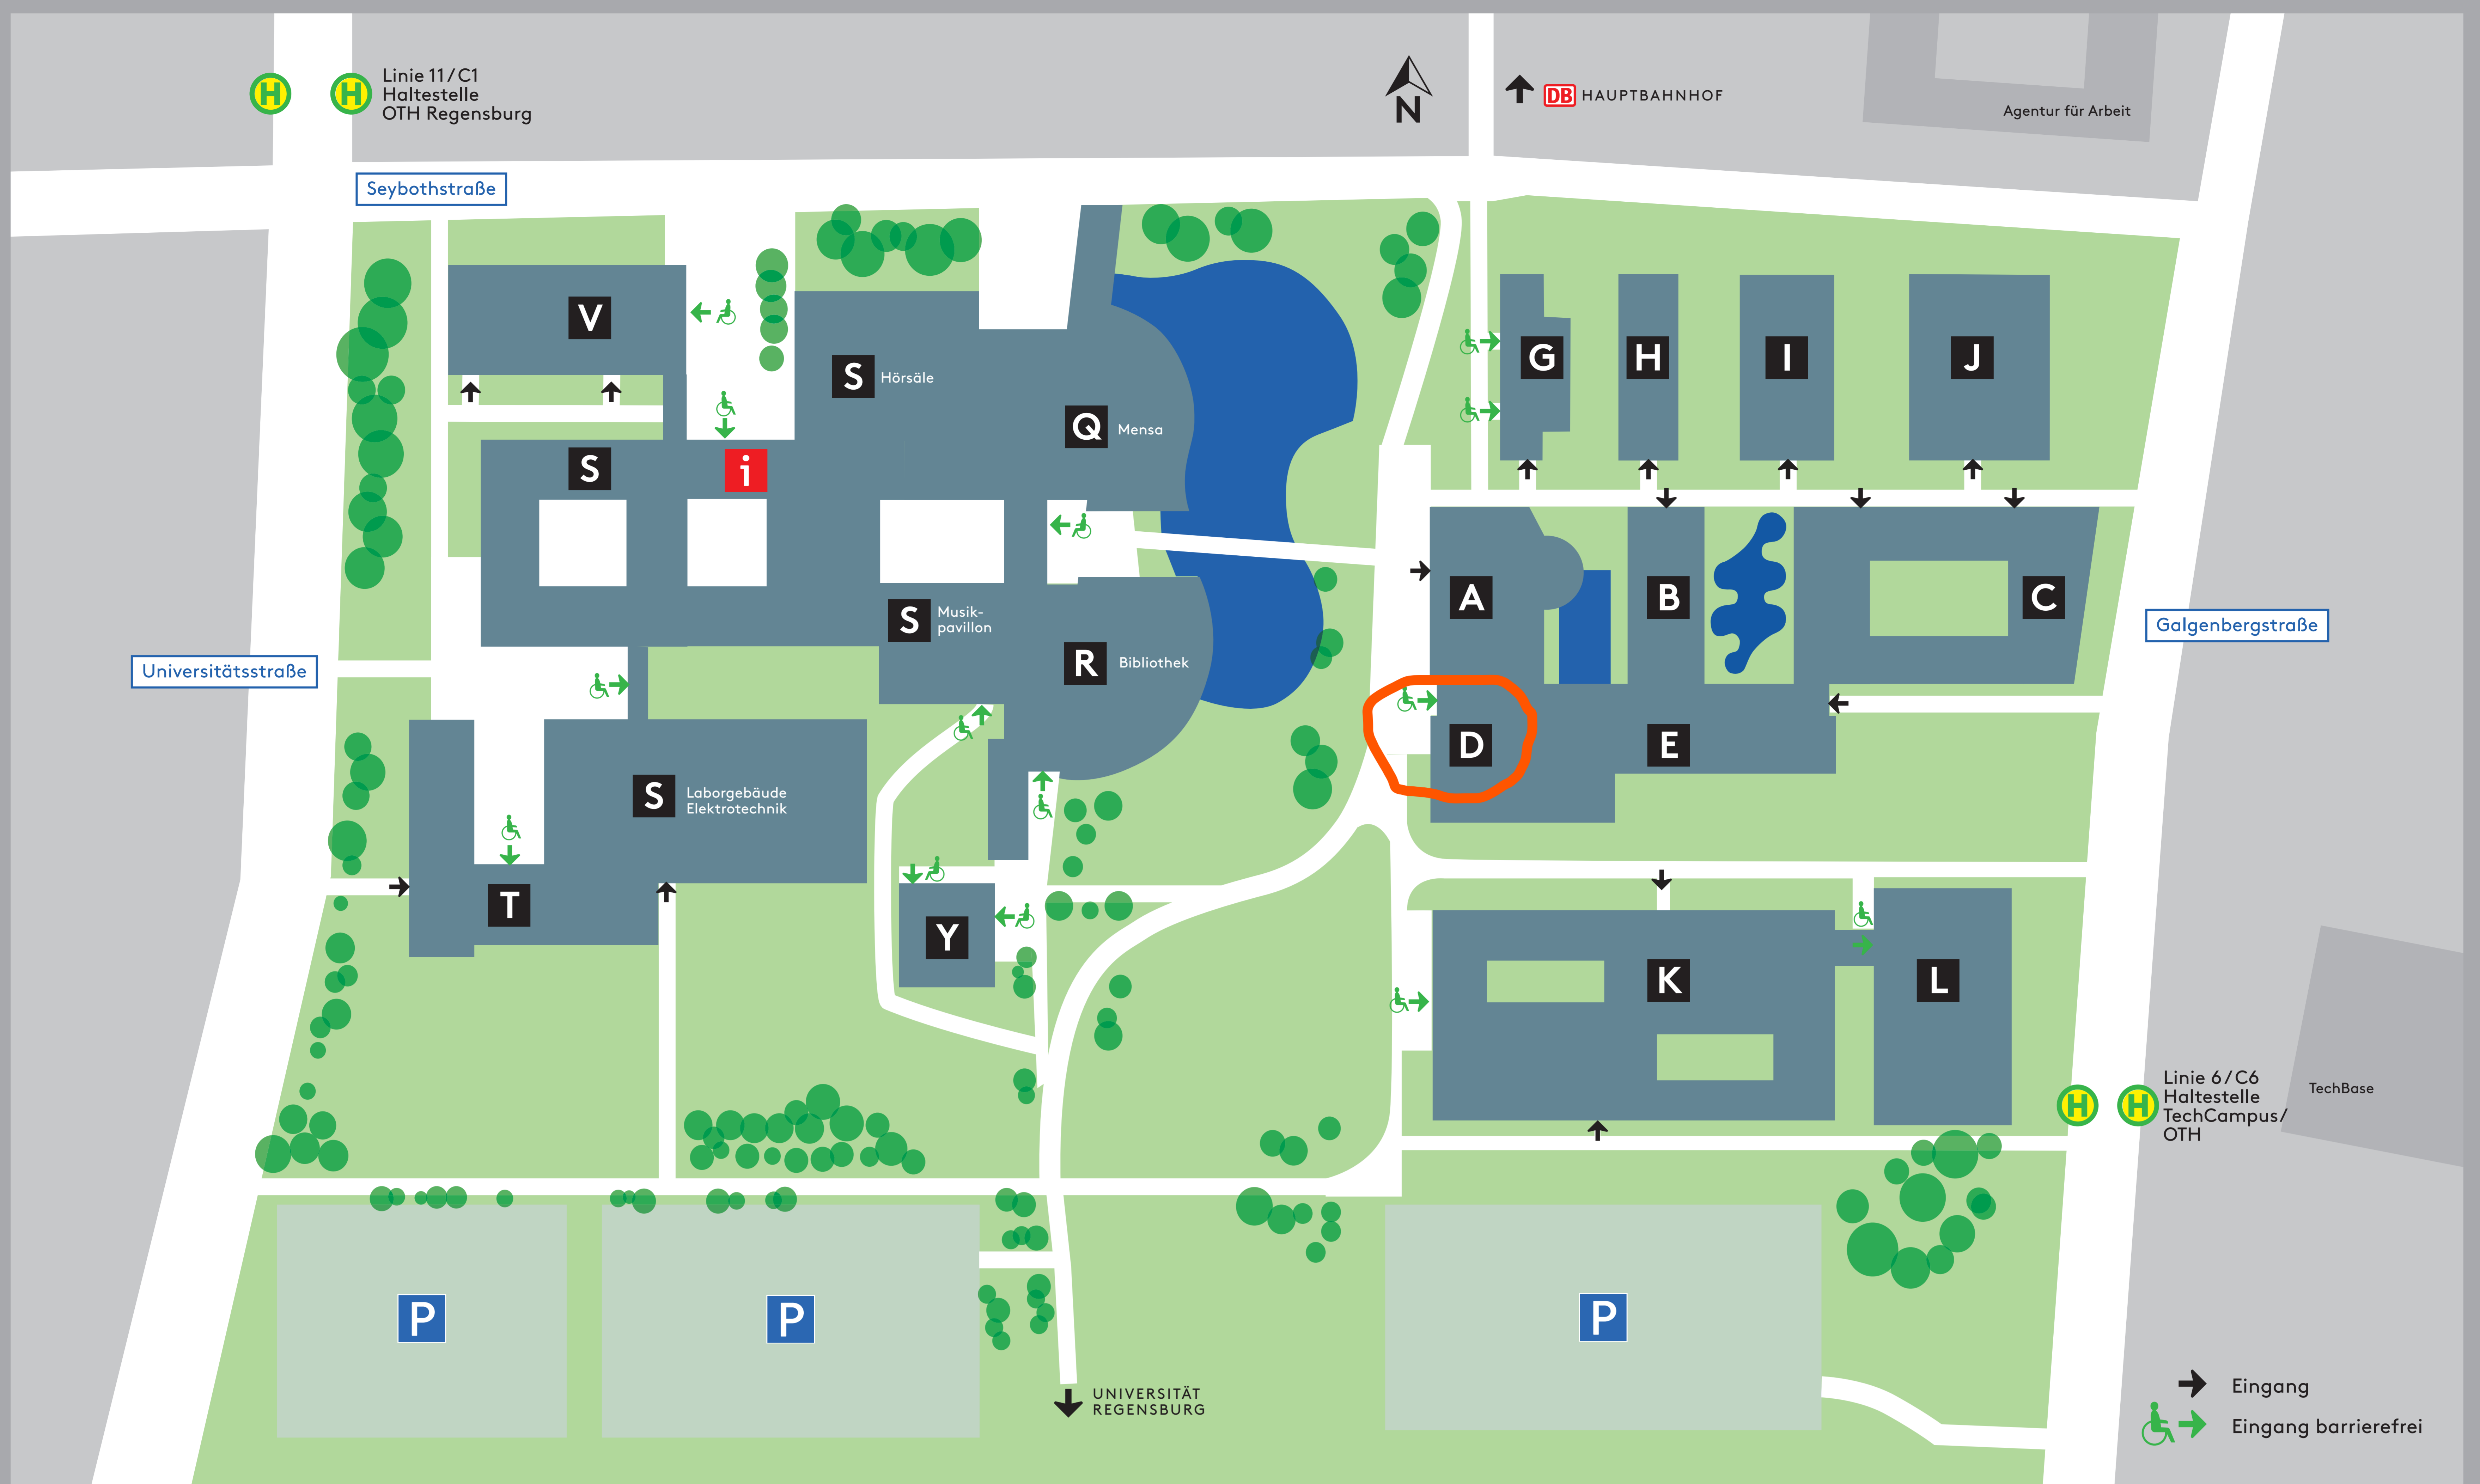 H
H
Linie 11/C1
Haltestelle
OTH Regensburg
N
DB HAUPTBAHNHOF
Agentur für Arbeit
Seybothstraße
V
S Hörsäle
Q Mensa
G
H
I
J
S
i
A
B
C
S Musik-
pavillon
R Bibliothek
Universitätsstraße
Galgenbergstraße
D
E
S Laborgebäude
Elektrotechnik
T
Y
K
L
H
H
Linie 6/C6
Haltestelle
TechCampus/
OTH
TechBase
P
P
P
UNIVERSITÄT
REGENSBURG
Eingang
Eingang barrierefrei